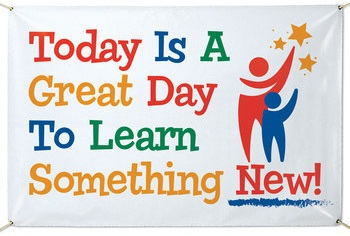 Today Is A
Great Day
To Learn
Something New!